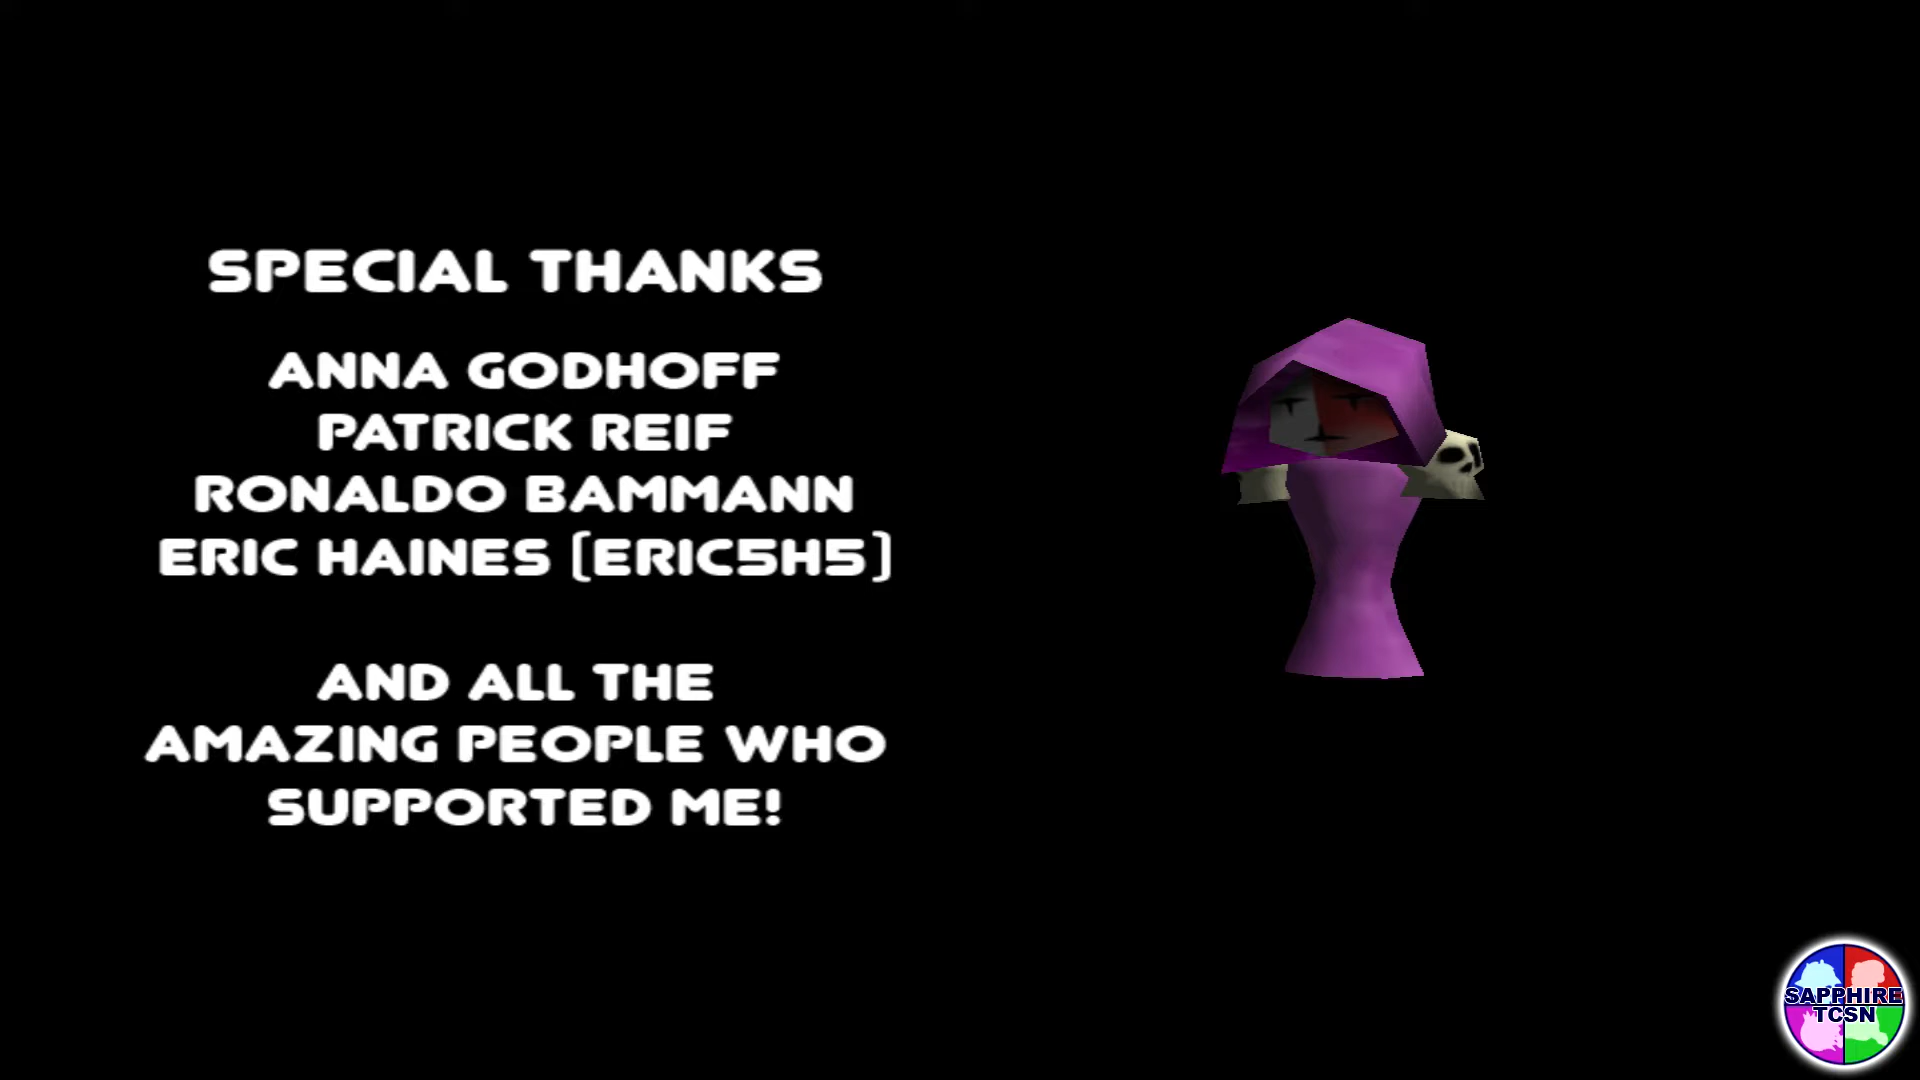 SPECIAL THANKS
ANNA GODHOFF
PATRICK REIF
RONALDO BAMMANN
ERIC HAINES (ERIC5H5)
AND ALL THE
AMAZING PEOPLE WHO
SUPPORTED ME!
SAPPHIRE
TCSN